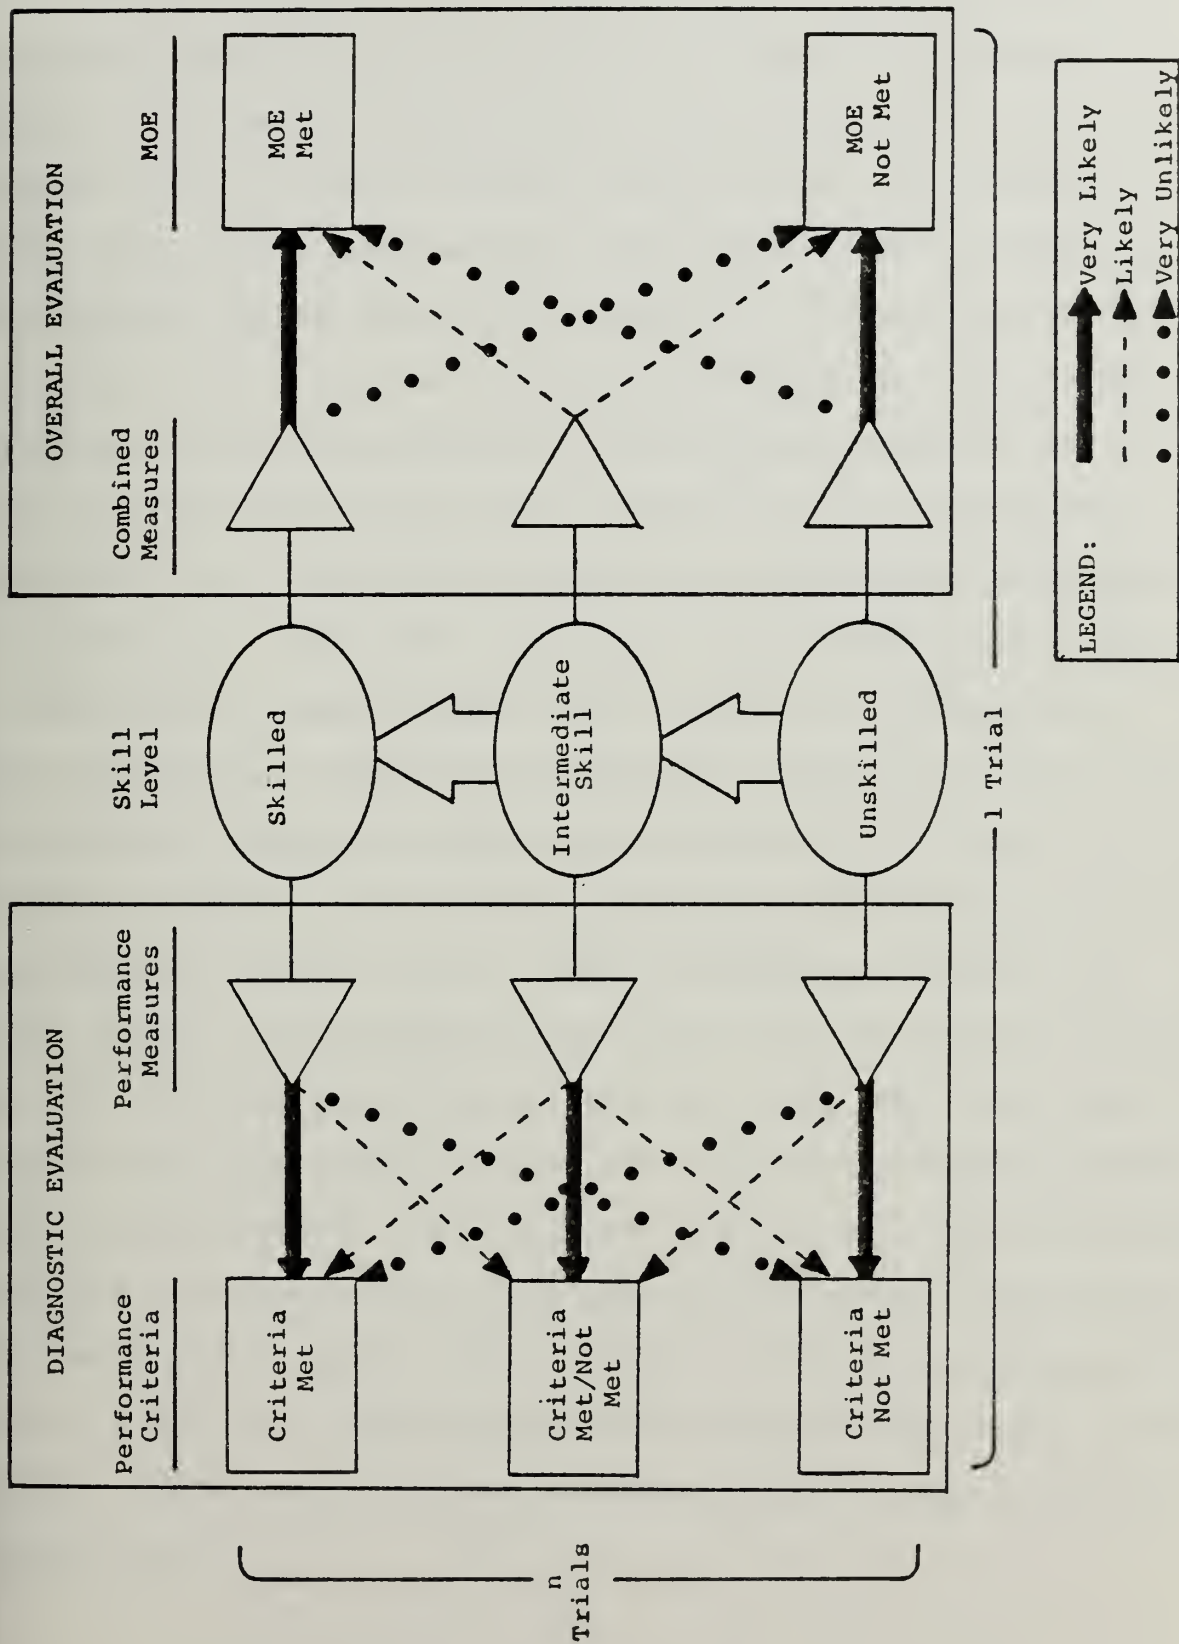 DIAGNOSTIC EVALUATION
Performance
Criteria
Performance
Measures
Skill
Level
OVERALL EVALUATION
Combined
Measures
MOE
Criteria
Met
Skilled
MOE
Met
n
Trials
Criteria
Met/Not
Met
Intermediate
Skill
Criteria
Not Met
Unskilled
MOE
Not Met
1 Trial
LEGEND:
Very Likely
Likely
Very Unlikely